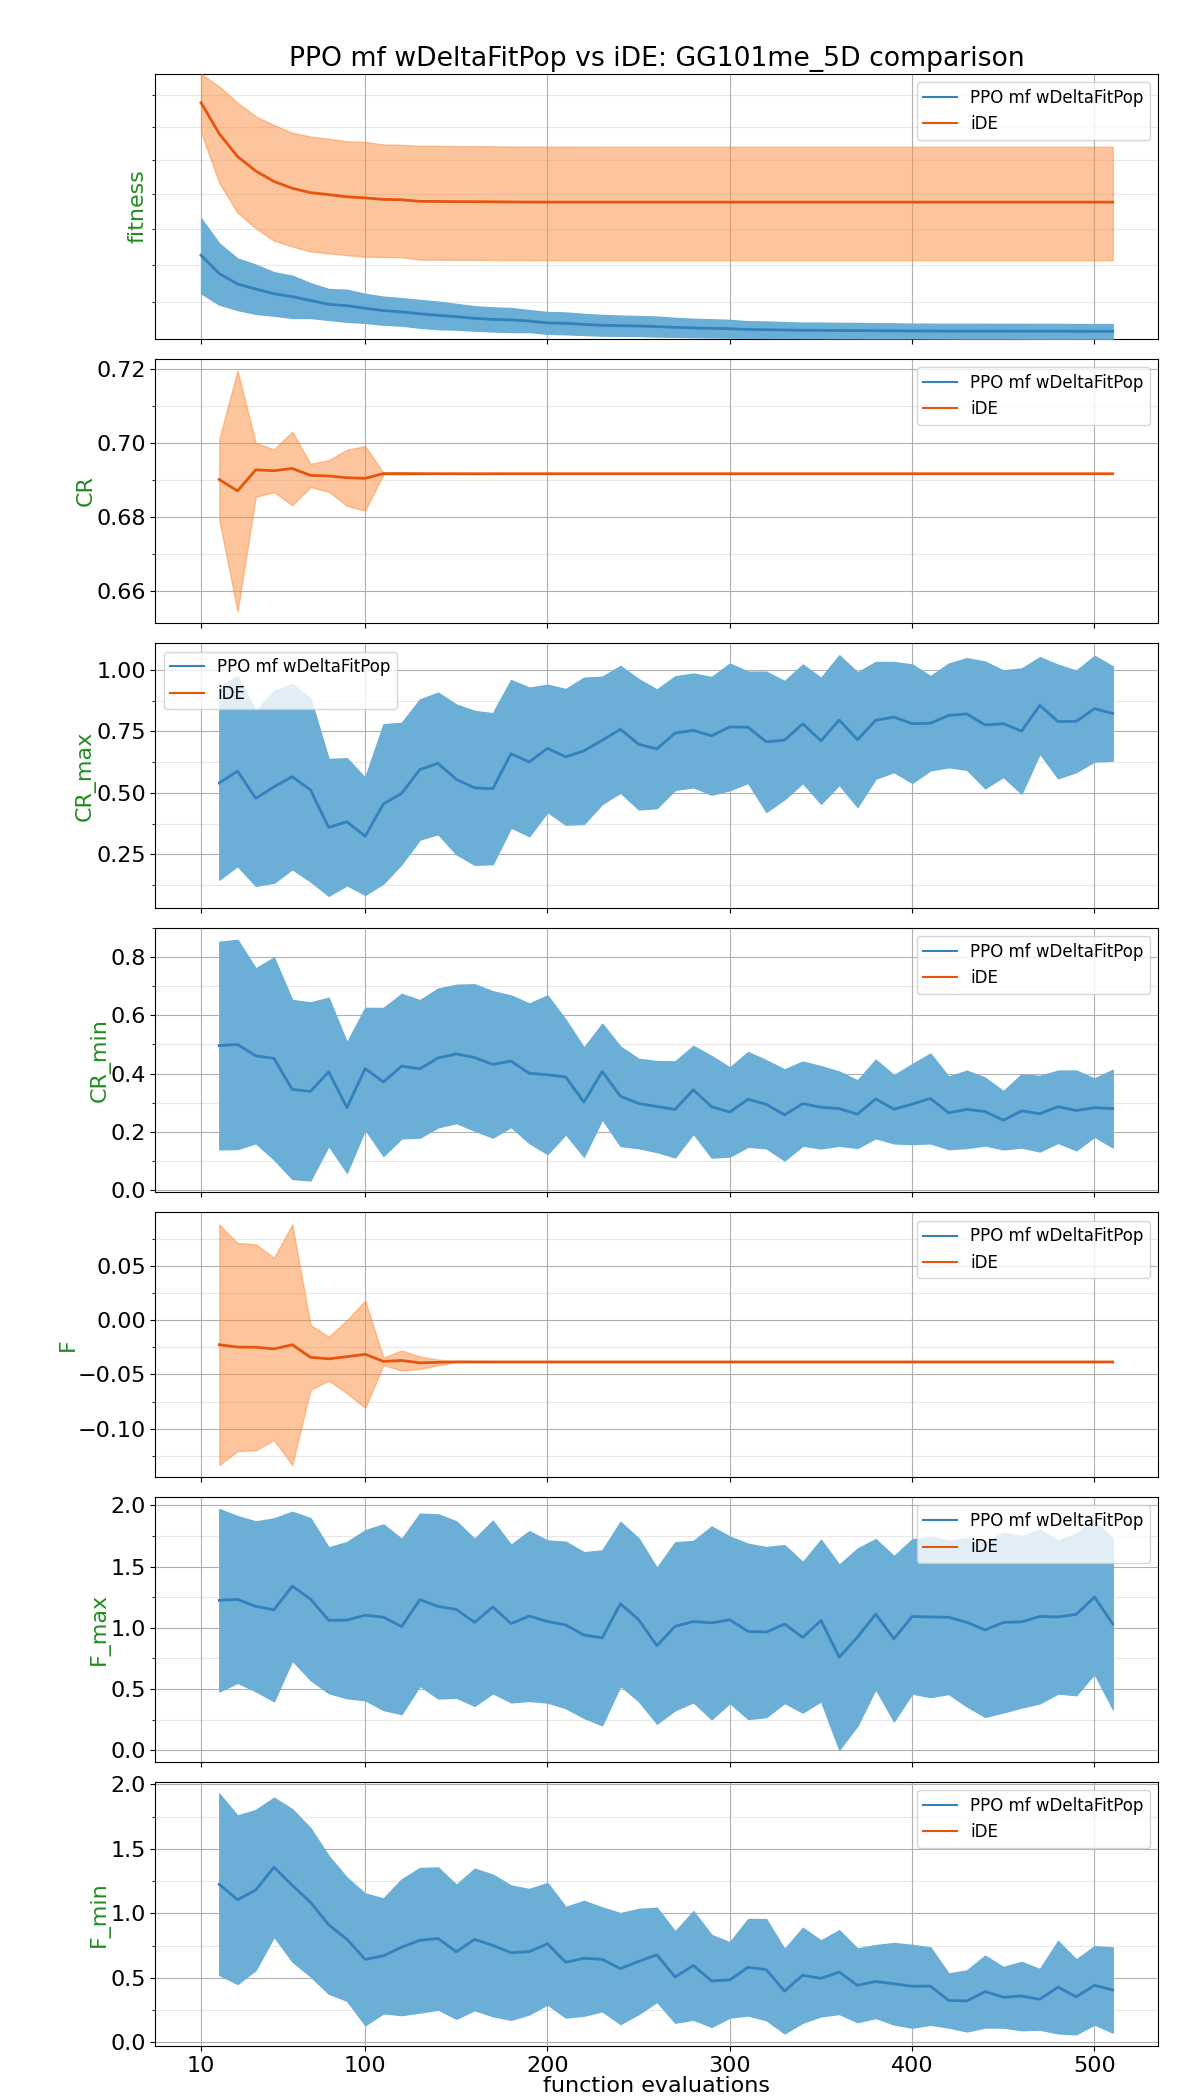 PPO mf wDeltaFitPop vs iDE: GG101me_5D comparison
fitness
PPO mf wDeltaFitPop
iDE
CR
0.72
0.70
0.68
0.66
PPO mf wDeltaFitPop
iDE
CR_max
1.00
0.75
0.50
0.25
PPO mf wDeltaFitPop
iDE
CR_min
0.8
0.6
0.4
0.2
0.0
PPO mf wDeltaFitPop
iDE
F
0.05
0.00
−0.05
−0.10
PPO mf wDeltaFitPop
iDE
F_max
2.0
1.5
1.0
0.5
0.0
PPO mf wDeltaFitPop
iDE
F_min
2.0
1.5
1.0
0.5
0.0
PPO mf wDeltaFitPop
iDE
10 100 200 300 400 500
function evaluations